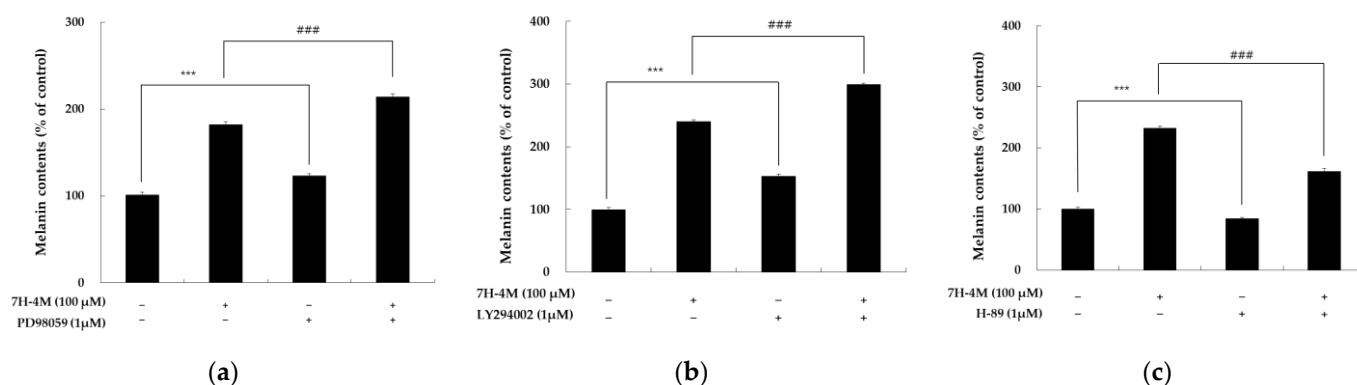 Melanin contents (% of control)
300
200
100
0
***
###
7H-4M (100 μM) – + – +
PD98059 (1μM) – – + +
(a)
Melanin contents (% of control)
400
300
200
100
0
***
###
7H-4M (100 μM) – + – +
LY294002 (1μM) – – + +
(b)
Melanin contents (% of control)
400
300
200
100
0
***
###
7H-4M (100 μM) – + – +
H-89 (1μM) – – + +
(c)